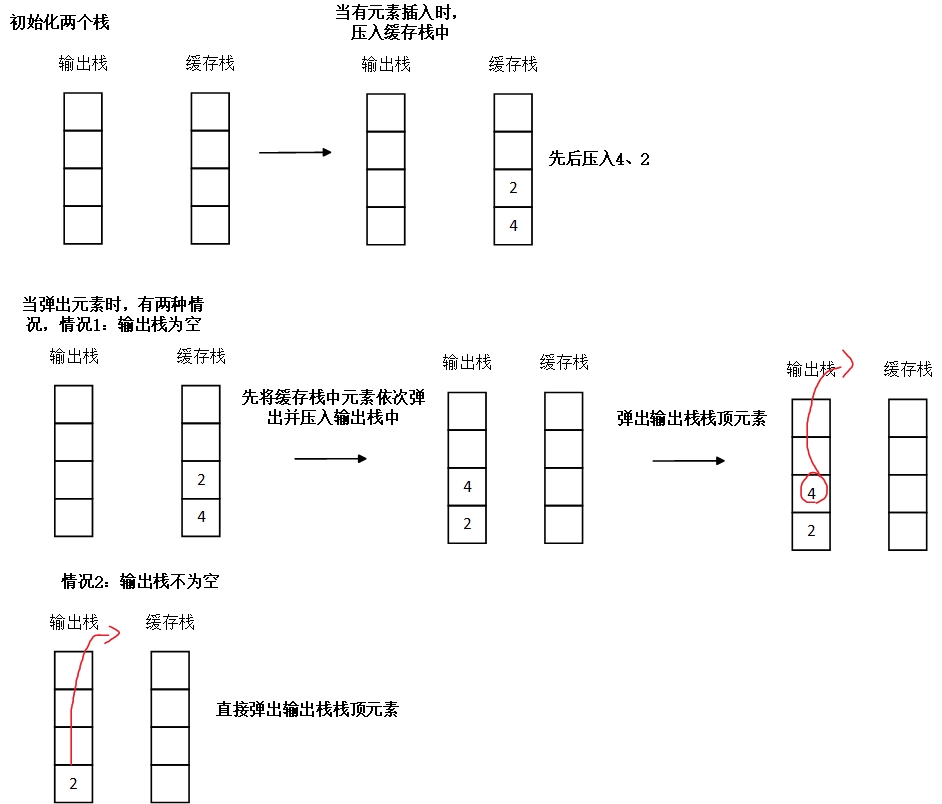 初始化两个栈
当有元素插入时,
压入缓存栈中
输出栈
缓存栈
输出栈
缓存栈
先后压入4、2
2
4
当弹出元素时,有两种情
况,情况1:输出栈为空
输出栈
缓存栈
2
4
先将缓存栈中元素依次弹
出并压入输出栈中
输出栈
缓存栈
4
2
弹出输出栈栈顶元素
输出栈
缓存栈
4
2
情况2:输出栈不为空
输出栈
缓存栈
2
直接弹出输出栈栈顶元素